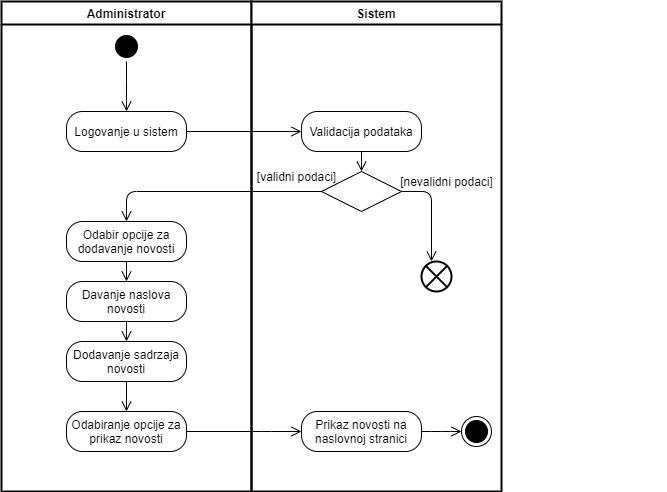 Administrator
Sistem
Logovanje u sistem
Validacija podataka
[validni podaci]
[nevalidni podaci]
Odabir opcije za
dodavanje novosti
Davanje naslova
novosti
Dodavanje sadrzaja
novosti
Odabiranje opcije za
prikaz novosti
Prikaz novosti na
naslovnoj stranici